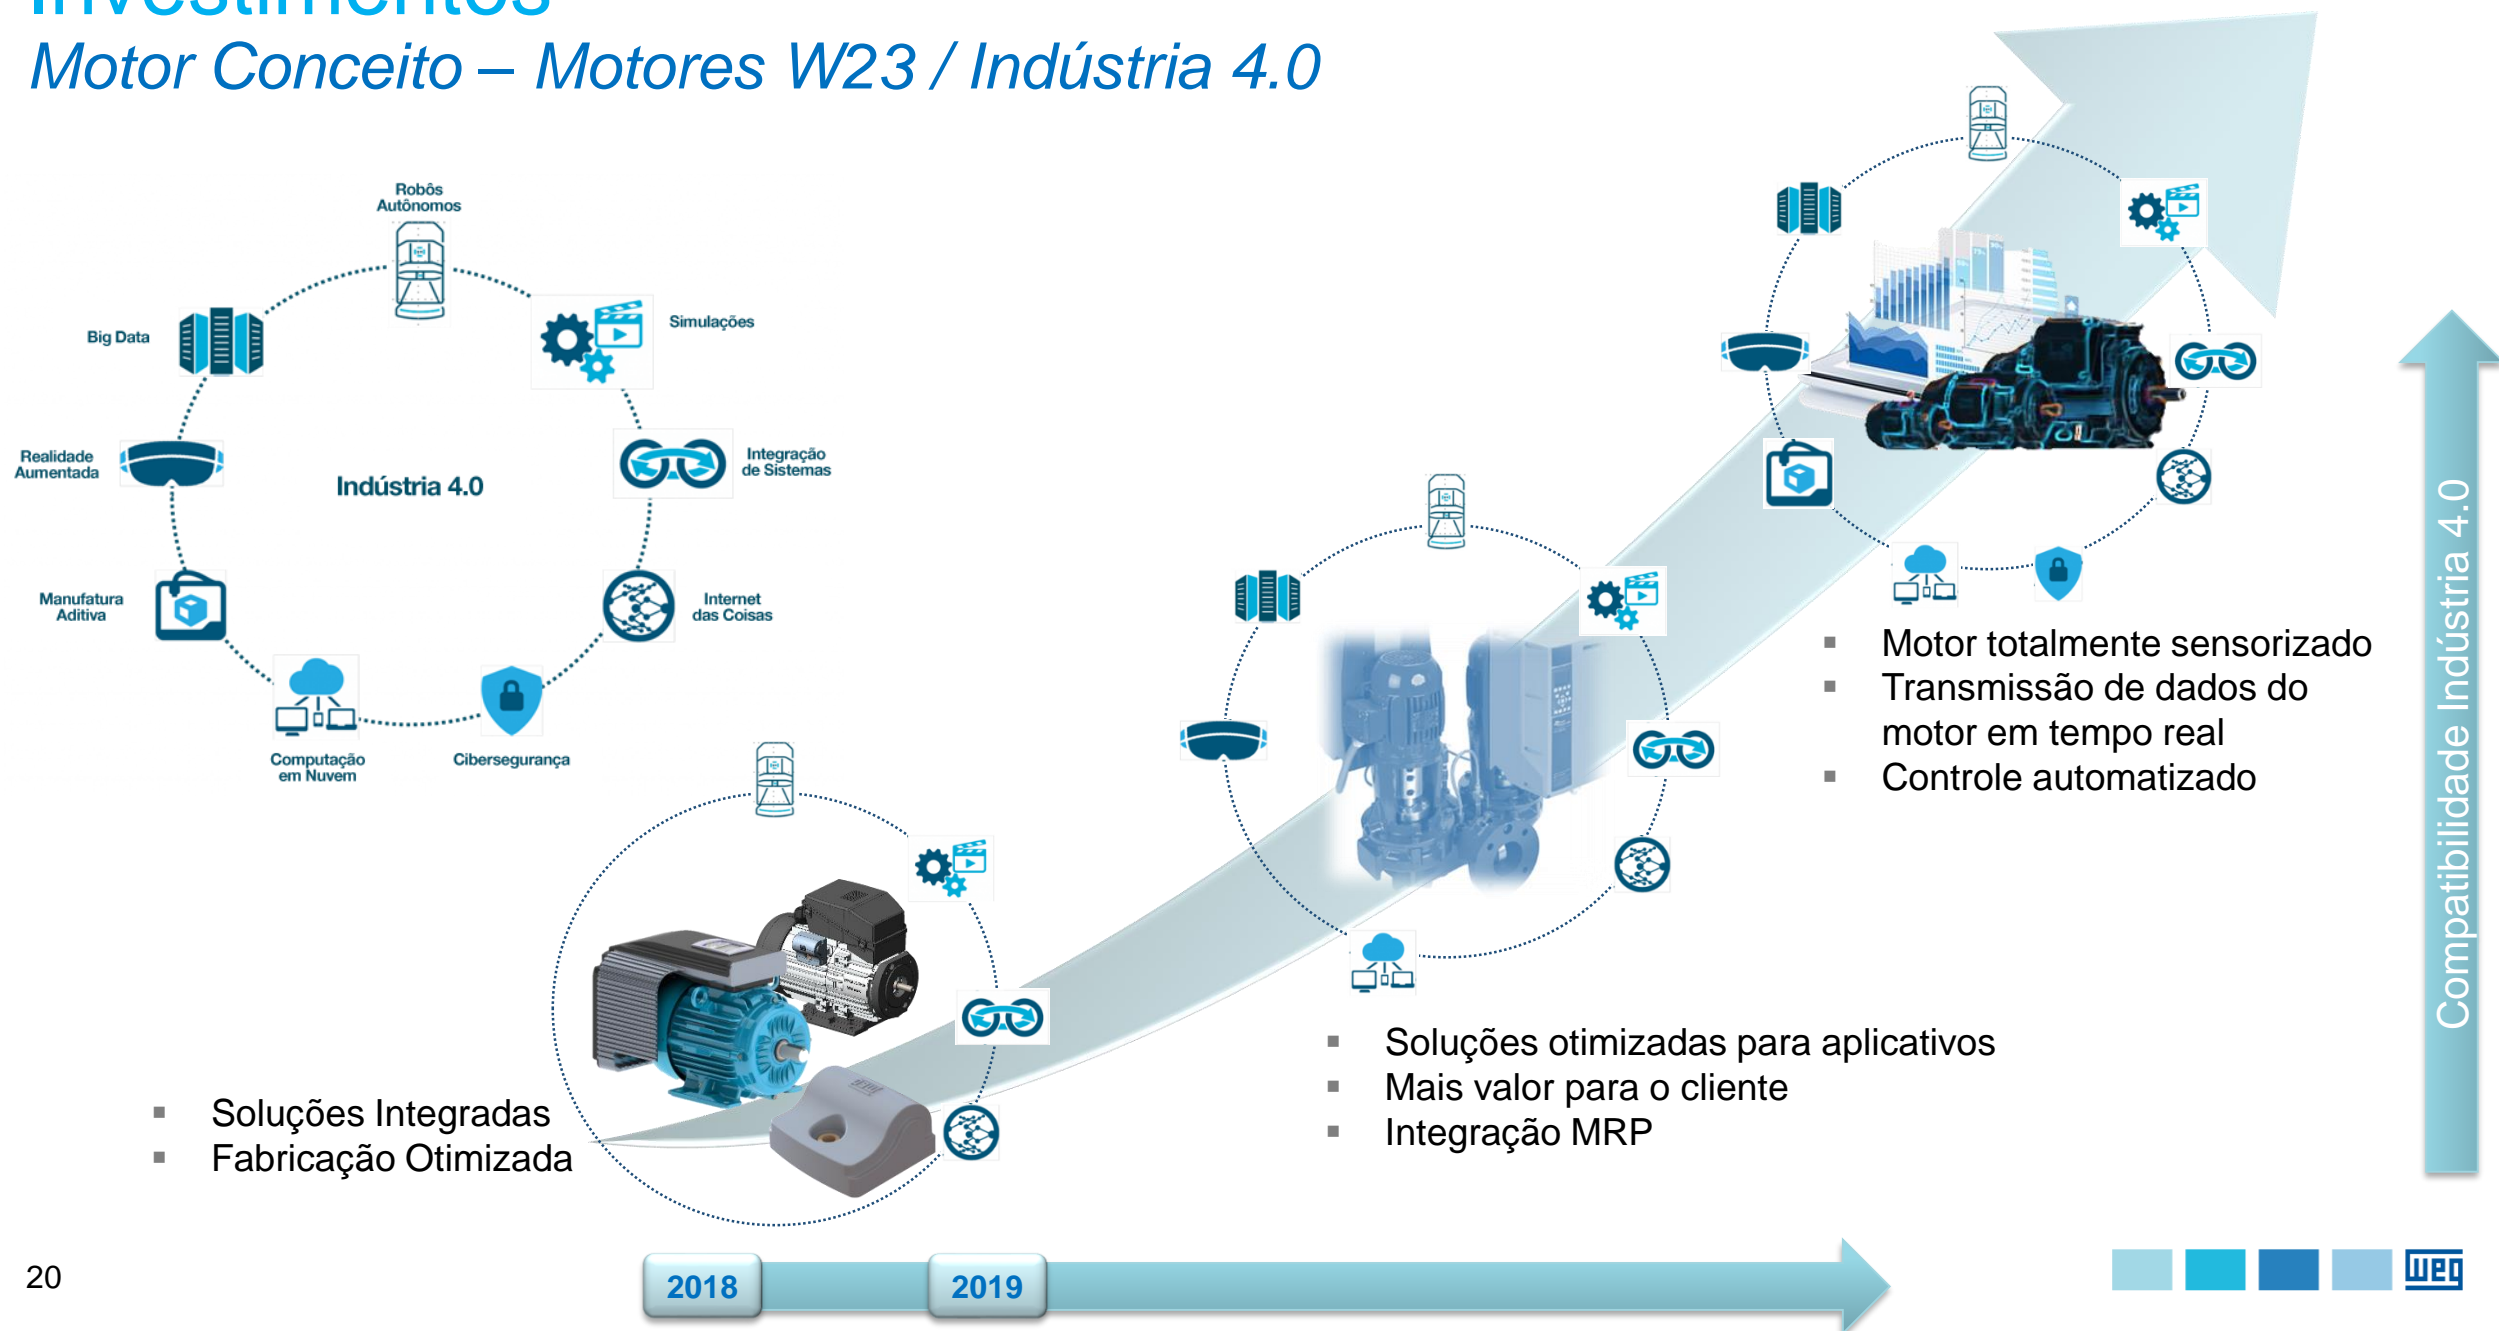 Investimentos
Motor Conceito – Motores W23 / Indústria 4.0
Robôs
Autônomos
Big Data
Simulações
Realidade
Aumentada
Indústria 4.0
Integração
de Sistemas
Manufatura
Aditiva
Internet
das Coisas
Computação
em Nuvem
Cibersegurança
▪ Soluções Integradas
▪ Fabricação Otimizada
▪ Soluções otimizadas para aplicativos
▪ Mais valor para o cliente
▪ Integração MRP
▪ Motor totalmente sensorizado
▪ Transmissão de dados do
motor em tempo real
▪ Controle automatizado
Compatibilidade Indústria 4.0
2018
2019
20
weg